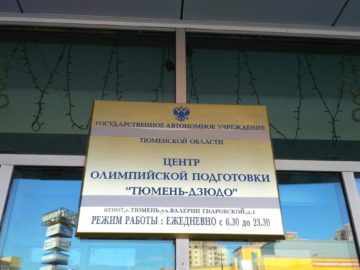 ГОСУДАРСТВЕННОЕ АВТОНОМНОЕ УЧРЕЖДЕНИЕ
ТЮМЕНСКОЙ ОБЛАСТИ
ЦЕНТР
ОЛИМПИЙСКОЙ ПОДГОТОВКИ
"ТЮМЕНЬ-ДЗЮДО"
625007, г.ТЮМЕНЬ, ул.ВАЛЕРИИ ГНАРОВСКОЙ, д.1
РЕЖИМ РАБОТЫ : ЕЖЕДНЕВНО с 6.30 до 23.30